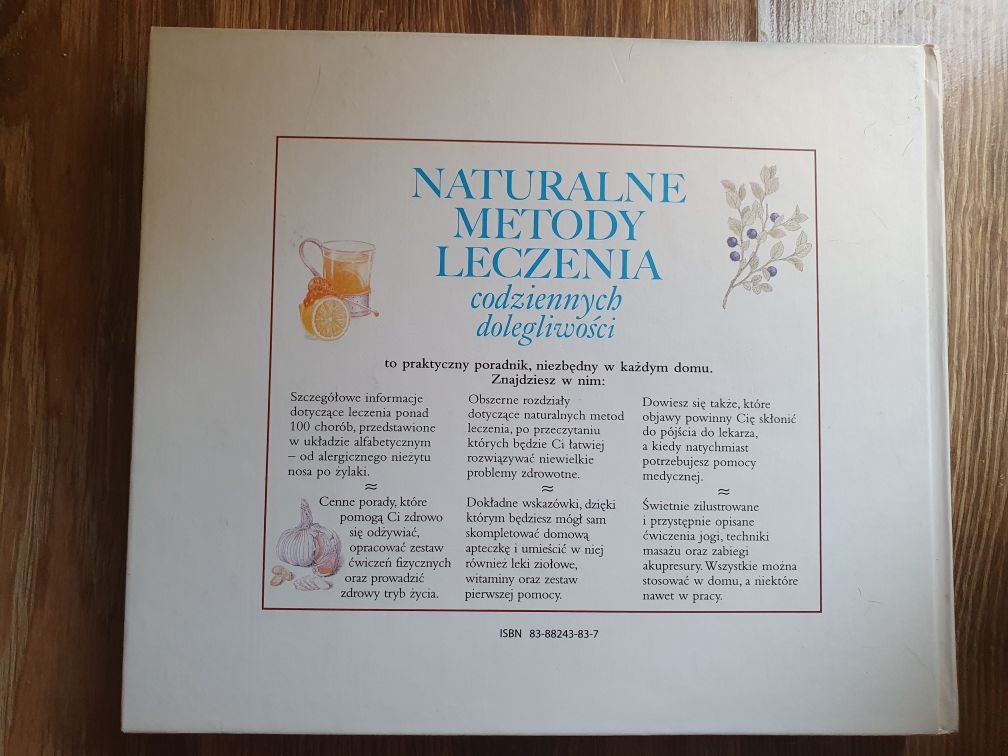 NATURALNE
METODY
LECZENIA
codziennych
dolegliwości
to praktyczny poradnik, niezbędny w każdym domu.
Znajdziesz w nim:
Szczegółowe informacje
dotyczące leczenia ponad
100 chorób, przedstawione
w układzie alfabetycznym
– od alergicznego nieżytu
nosa po żylaki.
≈
Cenne porady, które
pomogą Ci zdrowo
się odżywiać,
opracować zestaw
ćwiczeń fizycznych
oraz prowadzić
zdrowy tryb życia.
Obszerne rozdziały
dotyczące naturalnych metod
leczenia, po przeczytaniu
których będzie Ci łatwiej
rozwiązywać niewielkie
problemy zdrowotne.
≈
Dokładne wskazówki, dzięki
którym będziesz mógł sam
skompletować domową
apteczkę i umieścić w niej
również leki ziołowe,
witaminy oraz zestaw
pierwszej pomocy.
Dowiesz się także, które
objawy powinny Cię skłonić
do pójścia do lekarza,
a kiedy natychmiast
potrzebujesz pomocy
medycznej.
≈
Świetnie zilustrowane
i przystępnie opisane
ćwiczenia jogi, techniki
masażu oraz zabiegi
akupresury. Wszystkie można
stosować w domu, a niektóre
nawet w pracy.
ISBN 83-88243-83-7